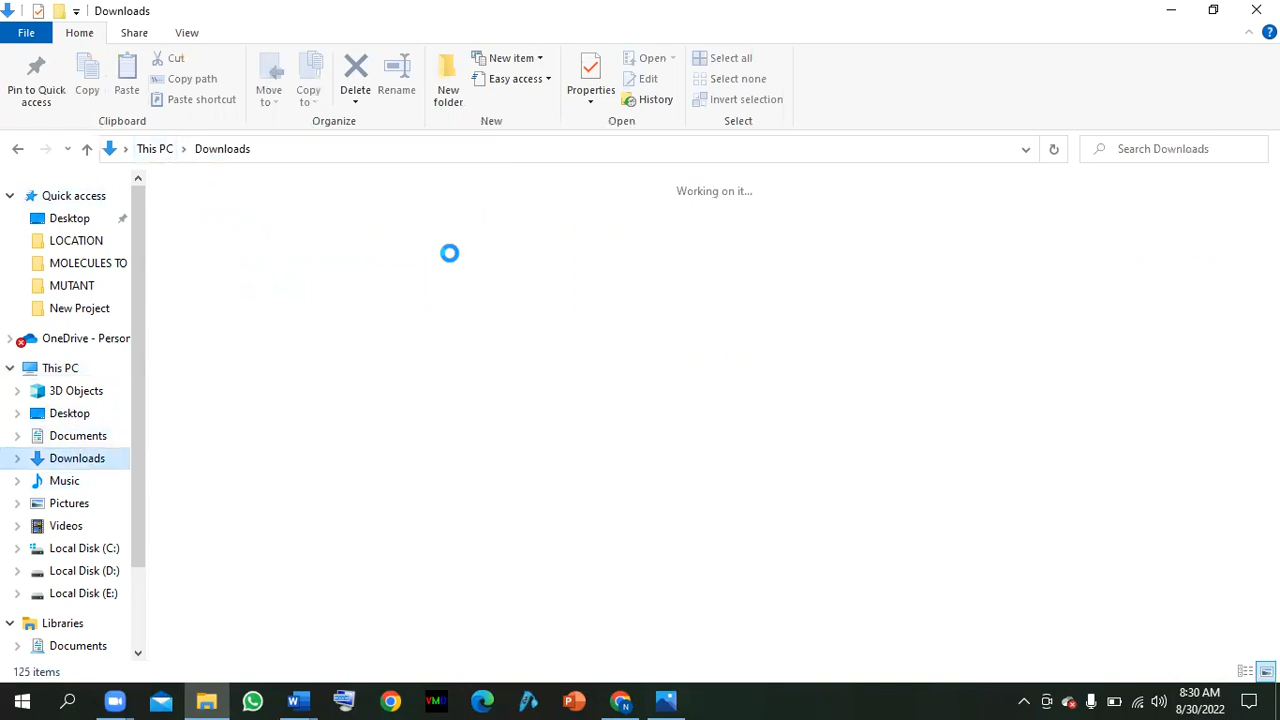 Downloads
File Home Share View
Pin to Quick access
Copy
Paste
Cut
Copy path
Paste shortcut
Clipboard
Move to
Copy to
Delete
Rename
Organize
New folder
New item
Easy access
New
Properties
Open
Edit
History
Open
Select all
Select none
Invert selection
Select
This PC Downloads
Search Downloads
Working on it...
Quick access
Desktop
LOCATION
MOLECULES TO
MUTANT
New Project
OneDrive - Person
This PC
3D Objects
Desktop
Documents
Downloads
Music
Pictures
Videos
Local Disk (C:)
Local Disk (D:)
Local Disk (E:)
Libraries
Documents
125 items
VMD
N
8:30 AM
8/30/2022